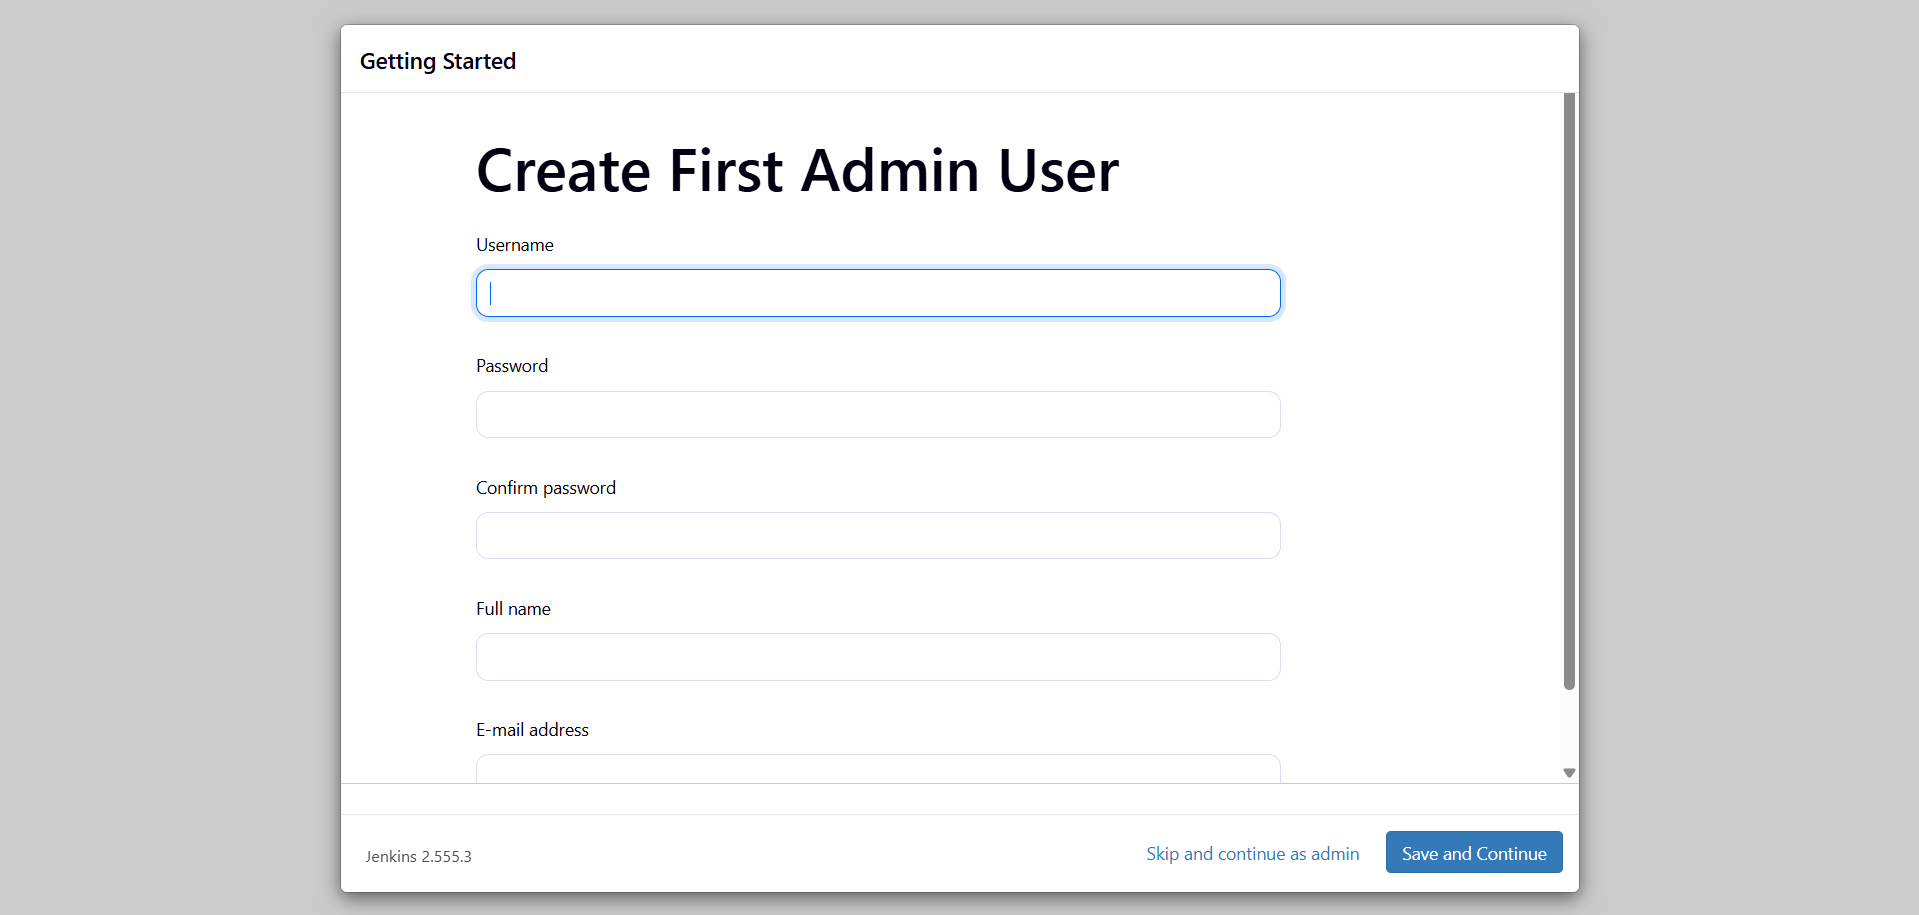 Getting Started
Create First Admin User
Username
Password
Confirm password
Full name
E-mail address
Jenkins 2.555.3
Skip and continue as admin
Save and Continue